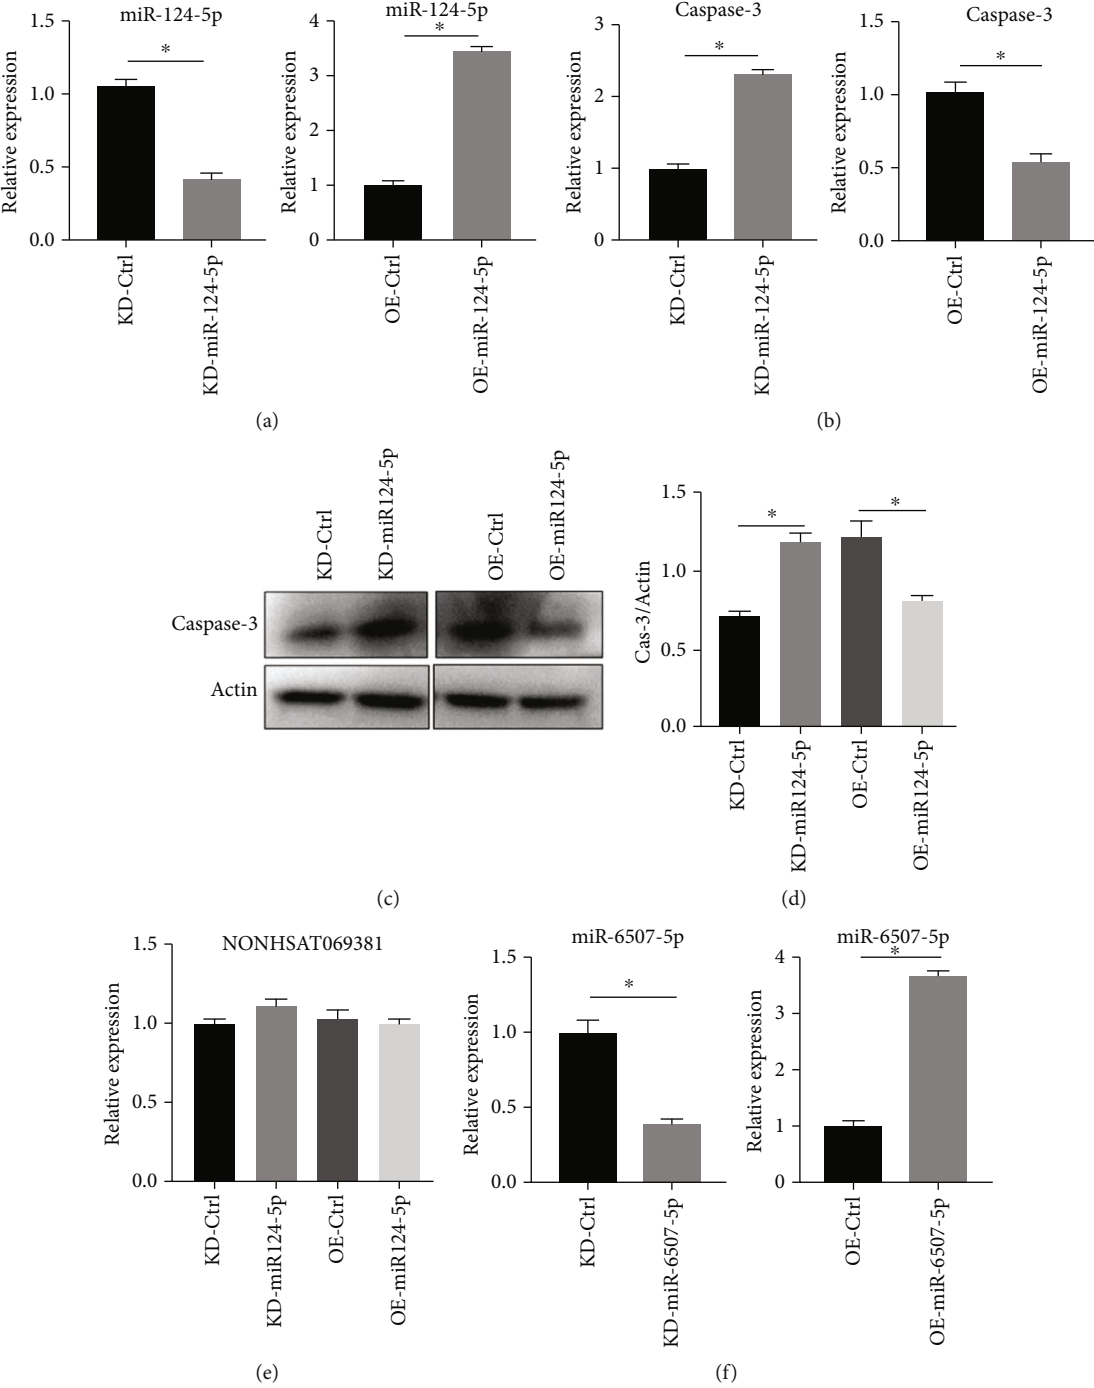 miR-124-5p
*
Relative expression
1.5
1.0
0.5
0.0
KD-Ctrl
KD-miR-124-5p
miR-124-5p
*
Relative expression
4
3
2
1
0
OE-Ctrl
OE-miR-124-5p
(a)
Caspase-3
*
Relative expression
3
2
1
0
KD-Ctrl
KD-miR-124-5p
Caspase-3
*
Relative expression
1.5
1.0
0.5
0.0
OE-Ctrl
OE-miR-124-5p
(b)
KD-Ctrl
KD-miR124-5p
OE-Ctrl
OE-miR124-5p
Caspase-3
Actin
(c)
Cas-3/Actin
1.5
1.0
0.5
0.0
*
*
KD-Ctrl
KD-miR124-5p
OE-Ctrl
OE-miR124-5p
(d)
NONHSAT069381
Relative expression
1.5
1.0
0.5
0.0
KD-Ctrl
KD-miR124-5p
OE-Ctrl
OE-miR124-5p
(e)
miR-6507-5p
*
Relative expression
1.5
1.0
0.5
0.0
KD-Ctrl
KD-miR-6507-5p
miR-6507-5p
*
Relative expression
4
3
2
1
0
OE-Ctrl
OE-miR-6507-5p
(f)